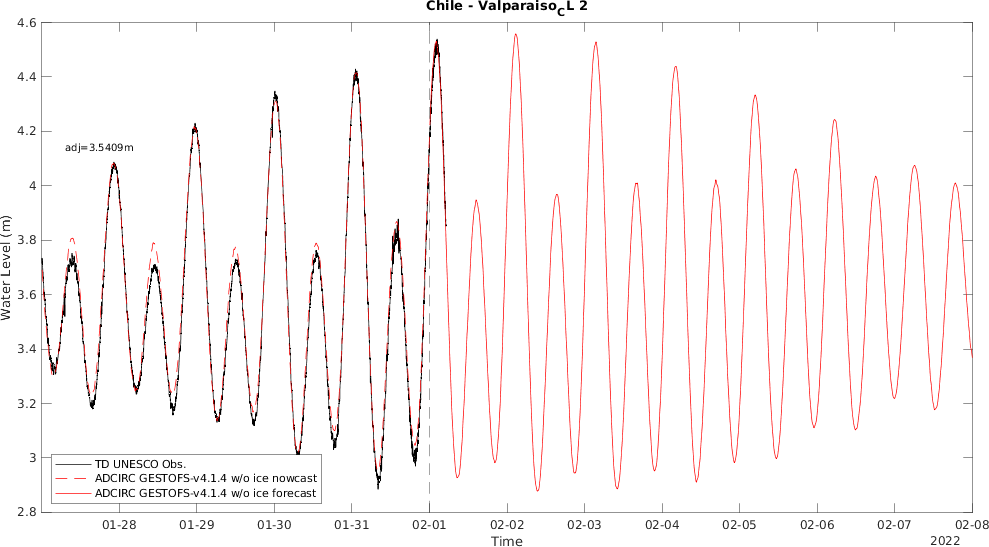 Chile - Valparaiso_CL 2
4.6
4.4
4.2
4
3.8
3.6
3.4
3.2
3
2.8
Water Level (m)
adj=3.5409m
TD UNESCO Obs.
ADCIRC GESTOFS-v4.1.4 w/o ice nowcast
ADCIRC GESTOFS-v4.1.4 w/o ice forecast
01-28 01-29 01-30 01-31 02-01 02-02 02-03 02-04 02-05 02-06 02-07 02-08
Time
2022